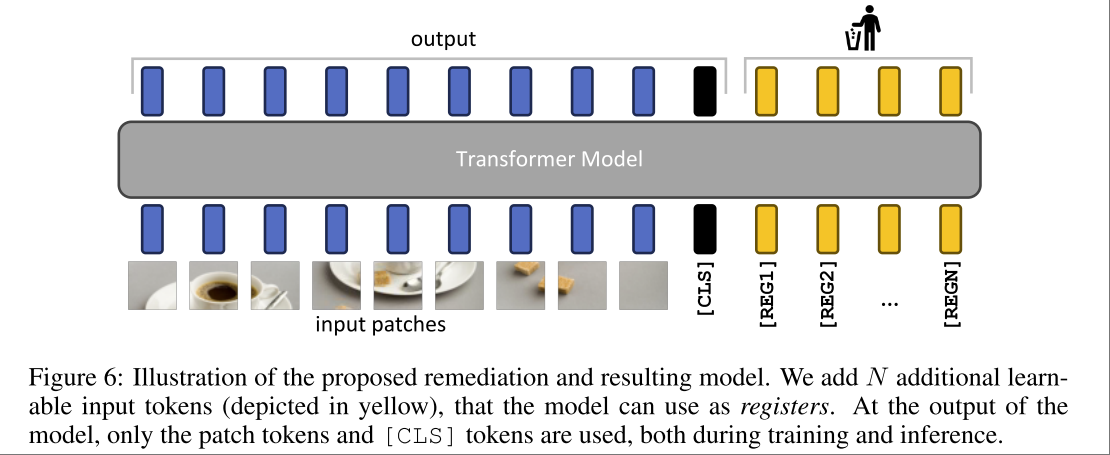 output
Transformer Model
input patches
[CLS]
[REG1]
[REG2]
...
[REGN]
Figure 6: Illustration of the proposed remediation and resulting model. We add N additional learn-
able input tokens (depicted in yellow), that the model can use as registers. At the output of the
model, only the patch tokens and [CLS] tokens are used, both during training and inference.